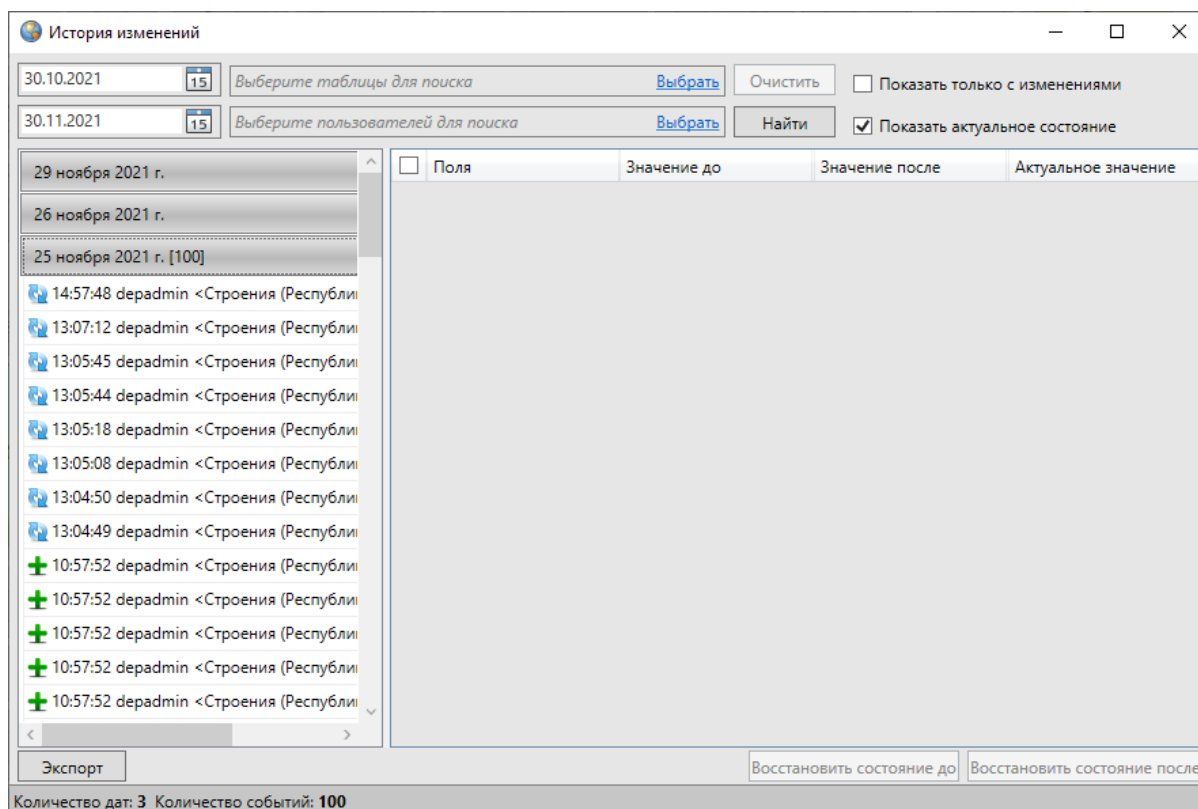 История изменений
30.10.2021 15 Выберите таблицы для поиска Выбрать Очистить Показать только с изменениями
30.11.2021 15 Выберите пользователей для поиска Выбрать Найти Показать актуальное состояние
29 ноября 2021 г. Поля Значение до Значение после Актуальное значение
26 ноября 2021 г.
25 ноября 2021 г. [100]
14:57:48 depadmin <Строения (Республи
13:07:12 depadmin <Строения (Республи
13:05:45 depadmin <Строения (Республи
13:05:44 depadmin <Строения (Республи
13:05:18 depadmin <Строения (Республи
13:05:08 depadmin <Строения (Республи
13:04:50 depadmin <Строения (Республи
13:04:49 depadmin <Строения (Республи
10:57:52 depadmin <Строения (Республи
10:57:52 depadmin <Строения (Республи
10:57:52 depadmin <Строения (Республи
10:57:52 depadmin <Строения (Республи
10:57:52 depadmin <Строения (Республи
Экспорт Восстановить состояние до Восстановить состояние после
Количество дат: 3 Количество событий: 100